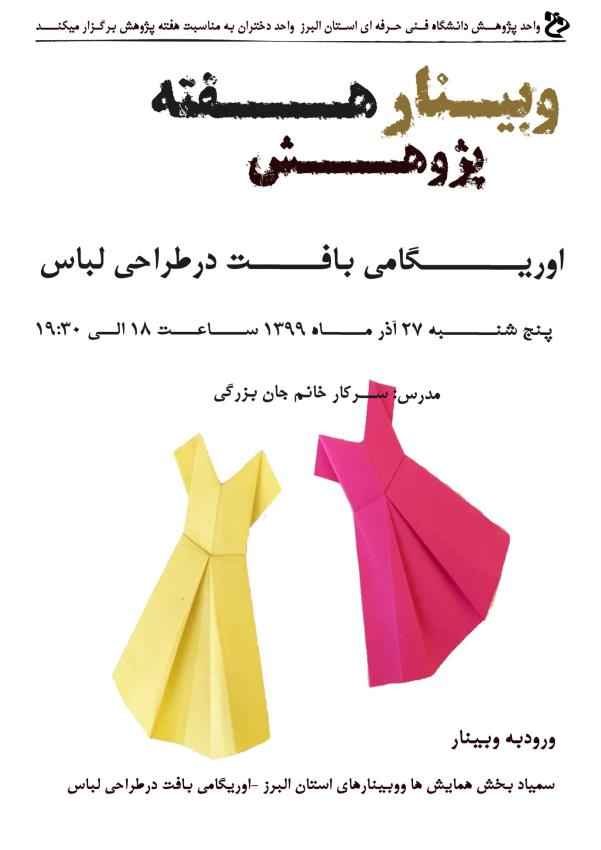 واحد پژوهش دانشگاه فنی حرفه ای استان البرز واحد دختران به مناسبت هفته پژوهش برگزار میکند
وبینار هفته
پژوهش
اوریگامی بافت درطراحی لباس
پنج شنبه ۲۷ آذر ماه ۱۳۹۹ ساعت ۱۸ الی ۱۹:۳۰
مدرس: سرکار خانم جان بزرگی
ورودبه وبینار
سمیاد بخش همایش ها ووبینارهای استان البرز -اوریگامی بافت درطراحی لباس